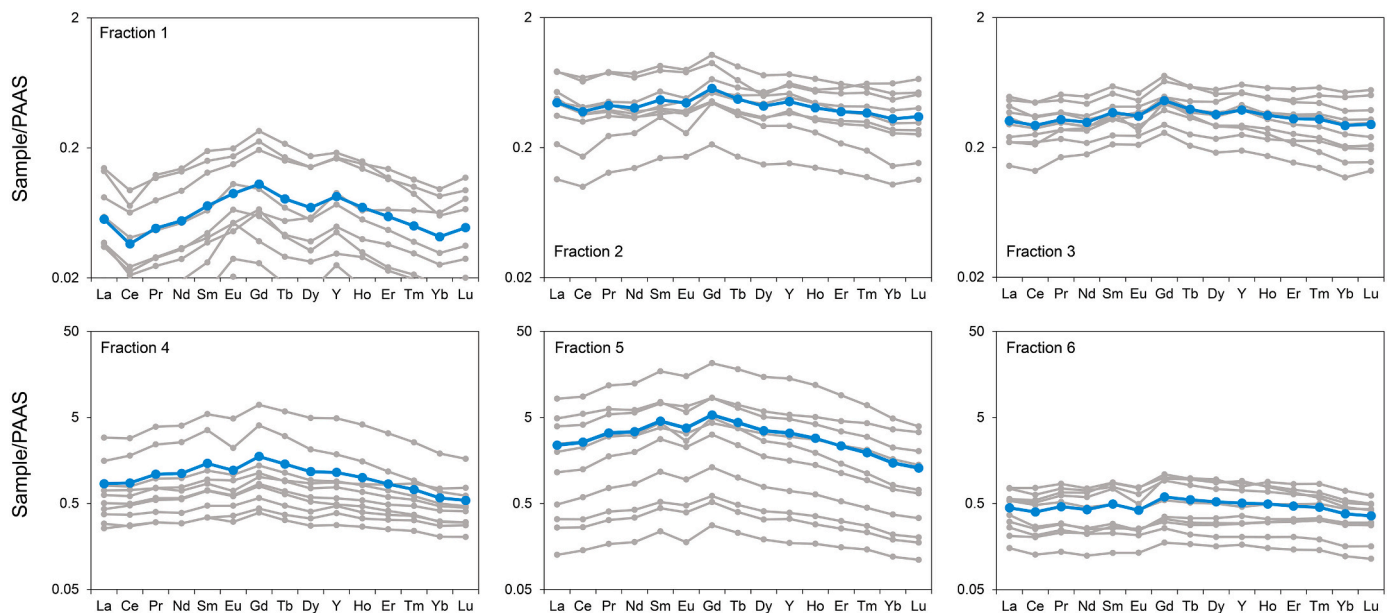 2
0.2
0.02
Sample/PAAS
Fraction 1
La Ce Pr Nd Sm Eu Gd Tb Dy Y Ho Er Tm Yb Lu
2
0.2
0.02
Fraction 2
La Ce Pr Nd Sm Eu Gd Tb Dy Y Ho Er Tm Yb Lu
2
0.2
0.02
Fraction 3
La Ce Pr Nd Sm Eu Gd Tb Dy Y Ho Er Tm Yb Lu
50
5
0.5
0.05
Sample/PAAS
Fraction 4
La Ce Pr Nd Sm Eu Gd Tb Dy Y Ho Er Tm Yb Lu
50
5
0.5
0.05
Fraction 5
La Ce Pr Nd Sm Eu Gd Tb Dy Y Ho Er Tm Yb Lu
50
5
0.5
0.05
Fraction 6
La Ce Pr Nd Sm Eu Gd Tb Dy Y Ho Er Tm Yb Lu